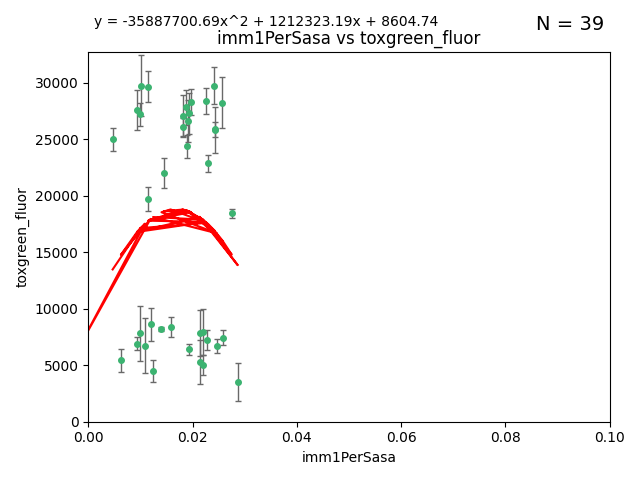 y = -35887700.69x^2 + 1212323.19x + 8604.74
N = 39
imm1PerSasa vs toxgreen_fluor
30000
25000
20000
15000
10000
5000
0
toxgreen_fluor
0.00 0.02 0.04 0.06 0.08 0.10
imm1PerSasa